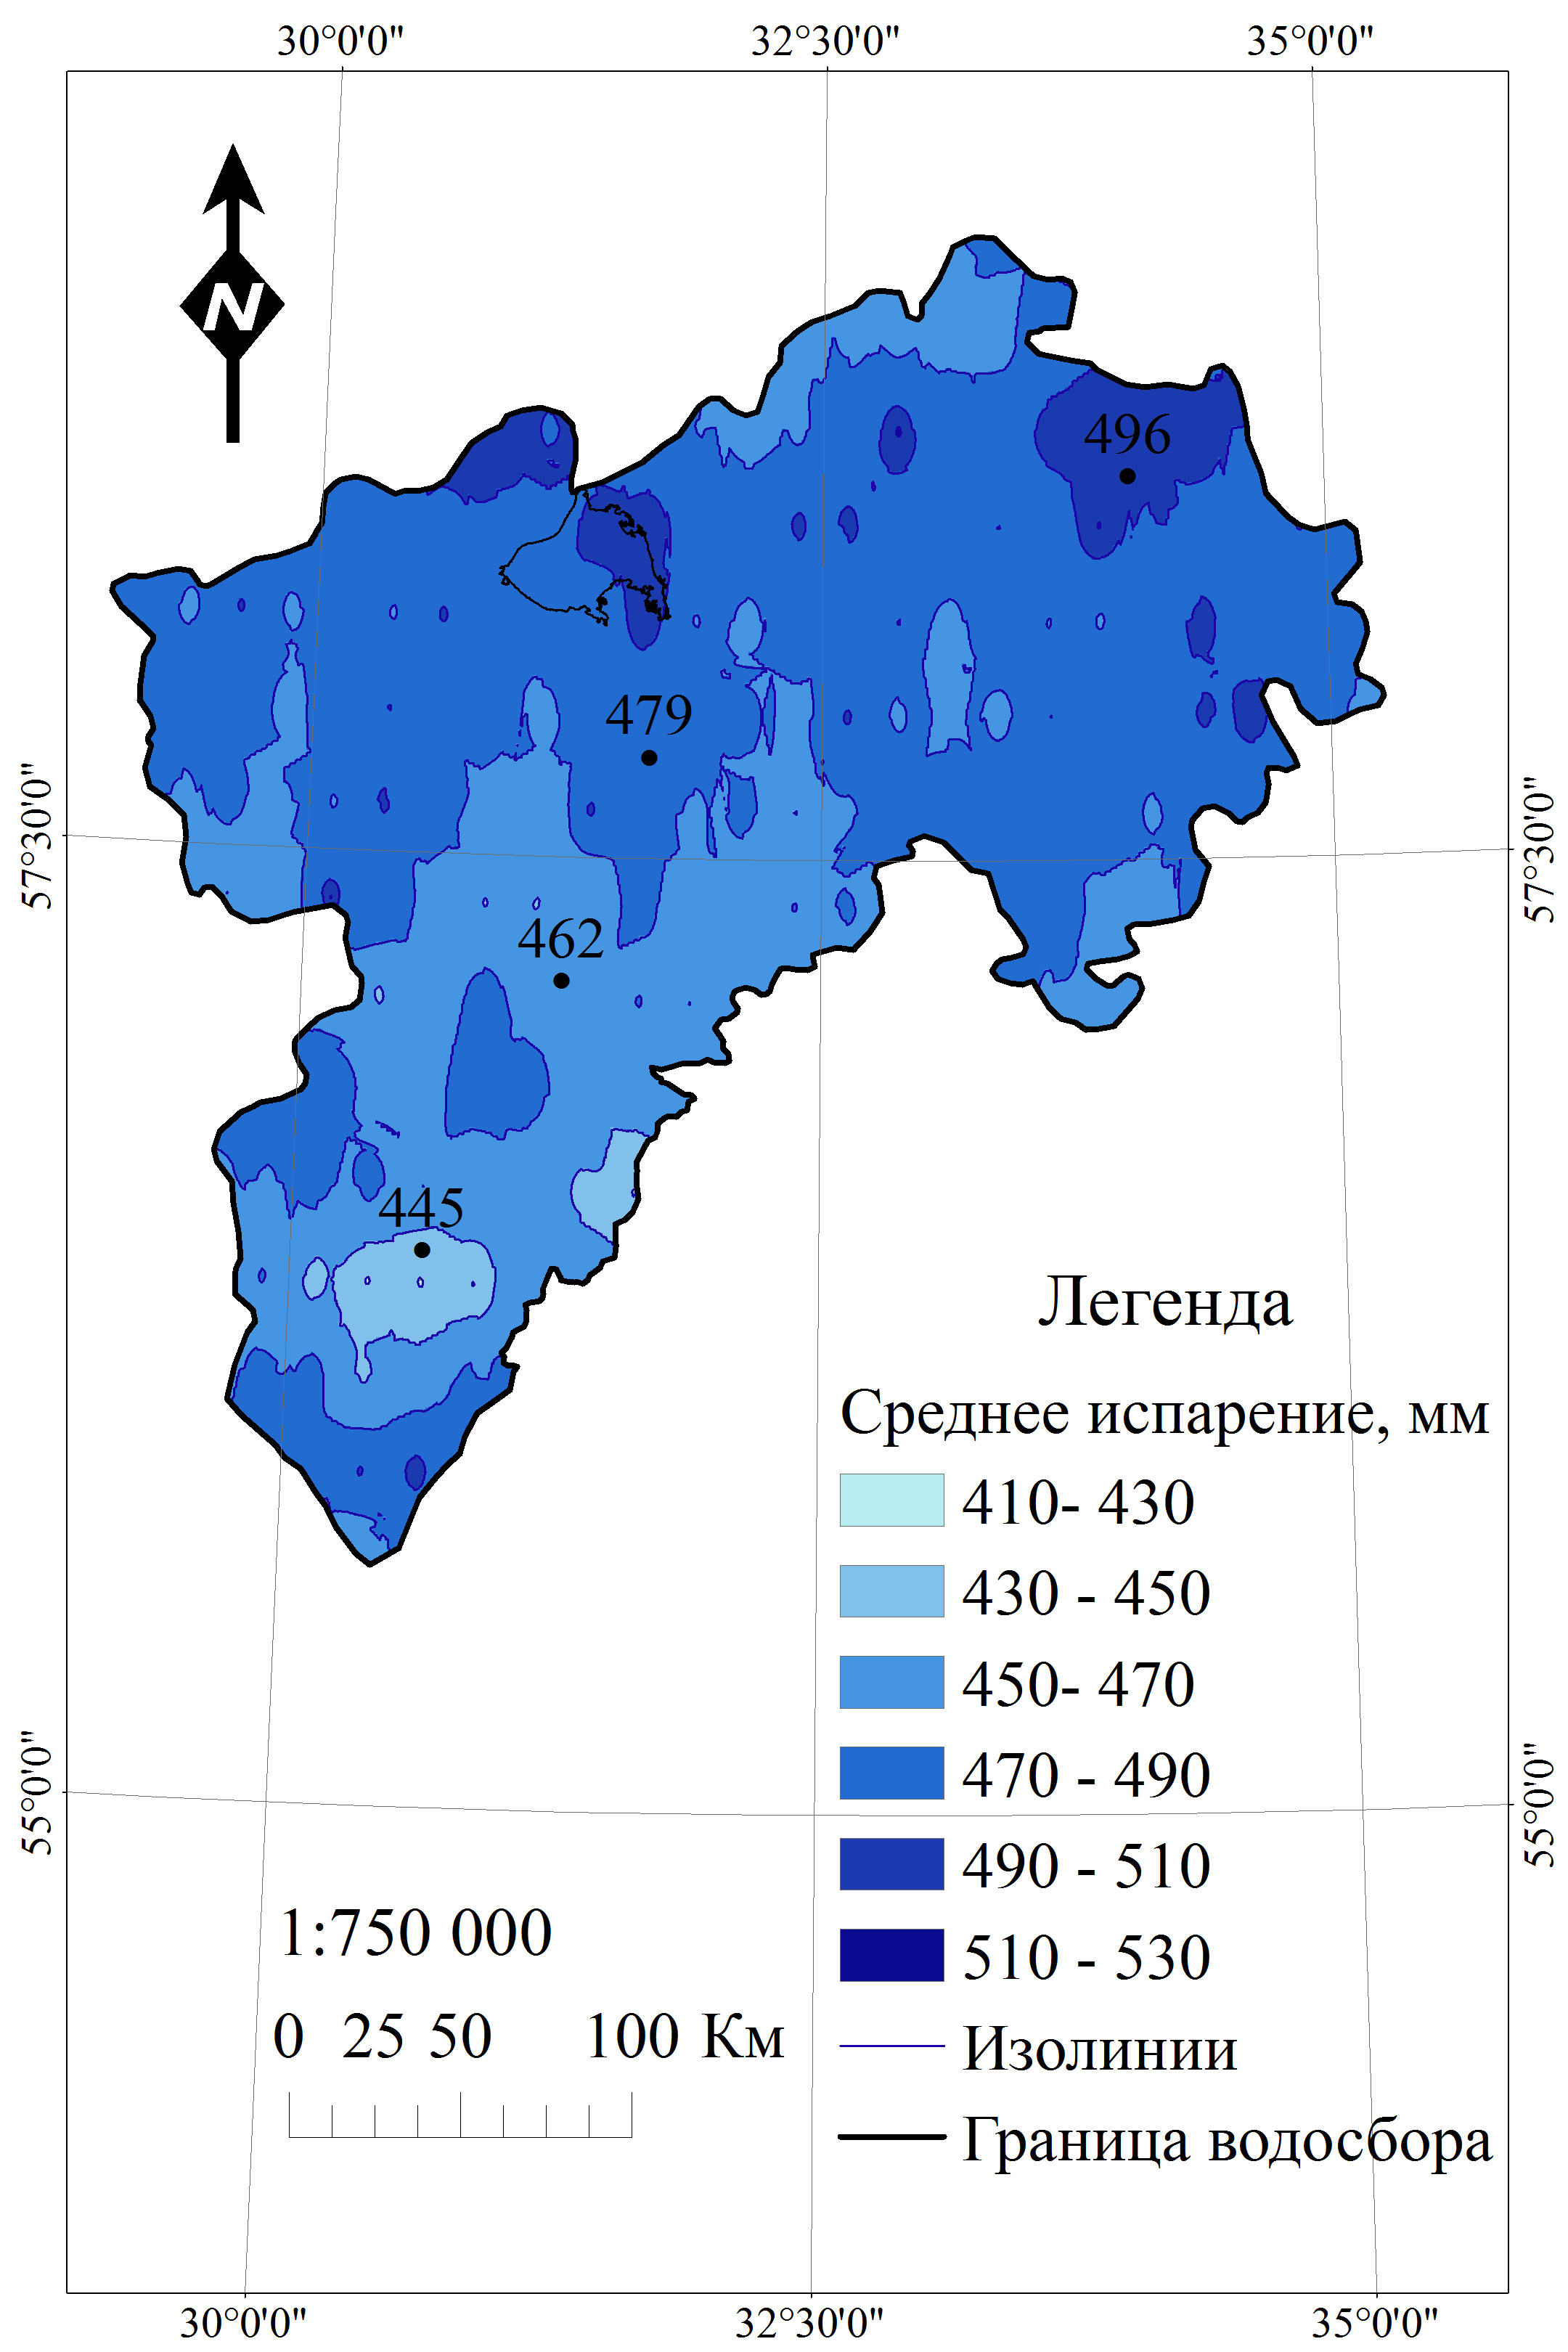 30°0'0"
32°30'0"
35°0'0"
N
496
479
57°30'0"
57°30'0"
462
445
Легенда
Среднее испарение, мм
410- 430
430 - 450
450- 470
470 - 490
490 - 510
510 - 530
Изолинии
Граница водосбора
55°0'0"
55°0'0"
1:750 000
0 25 50 100 Км
30°0'0"
32°30'0"
35°0'0"